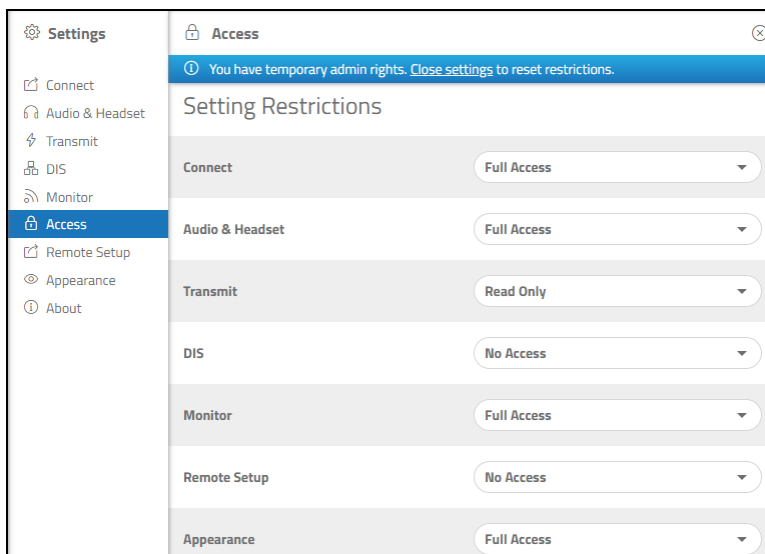 Settings
Connect
Audio & Headset
Transmit
DIS
Monitor
Access
Remote Setup
Appearance
About
Access
You have temporary admin rights. Close settings to reset restrictions.
Setting Restrictions
Connect Full Access
Audio & Headset Full Access
Transmit Read Only
DIS No Access
Monitor Full Access
Remote Setup No Access
Appearance Full Access